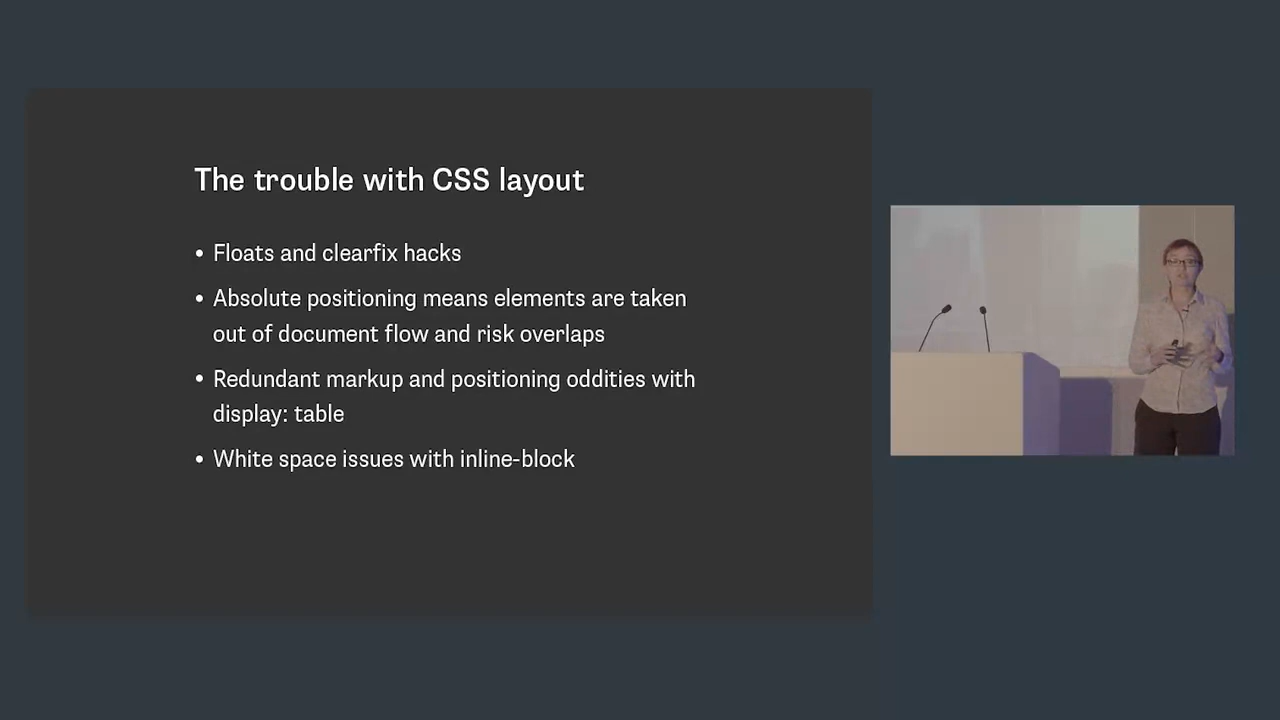 The trouble with CSS layout
• Floats and clearfix hacks
• Absolute positioning means elements are taken
out of document flow and risk overlaps
• Redundant markup and positioning oddities with
display: table
• White space issues with inline-block